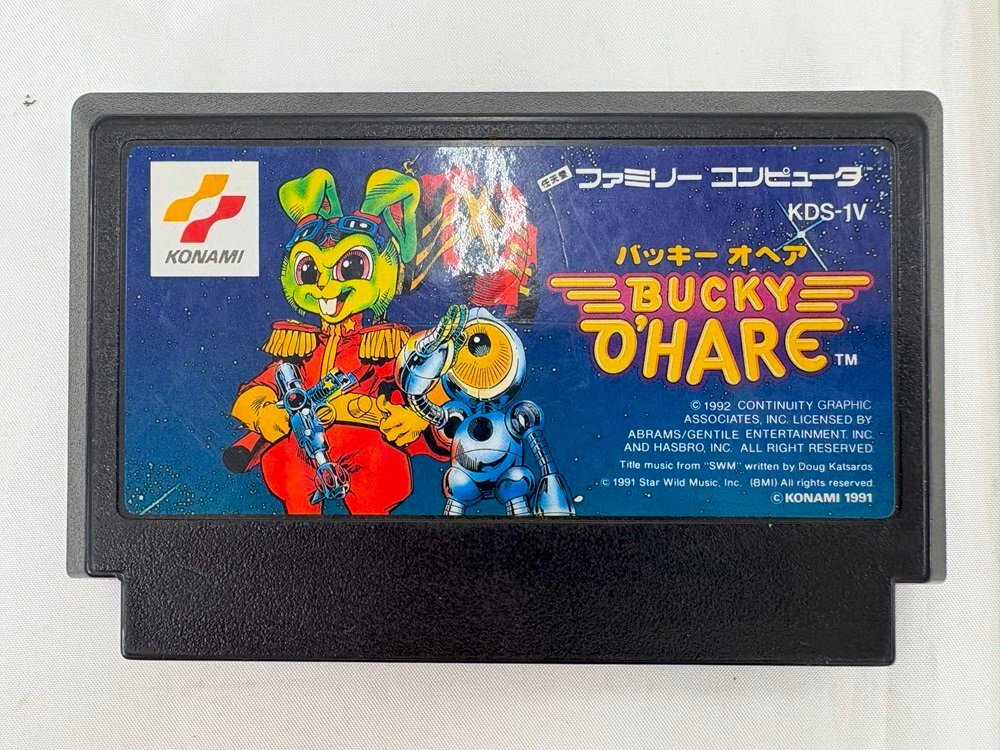 KONAMI
任天堂 ファミリー コンピュータ
KDS-1V
バッキー オヘア
BUCKY
O'HARE TM
© 1992 CONTINUITY GRAPHIC
ASSOCIATES, INC. LICENSED BY
ABRAMS/GENTILE ENTERTAINMENT, INC.
AND HASBRO, INC. ALL RIGHT RESERVED.
Title music from "SWM" written by Doug Katsaros
© 1991 Star Wild Music, Inc. (BMI) All rights reserved.
© KONAMI 1991